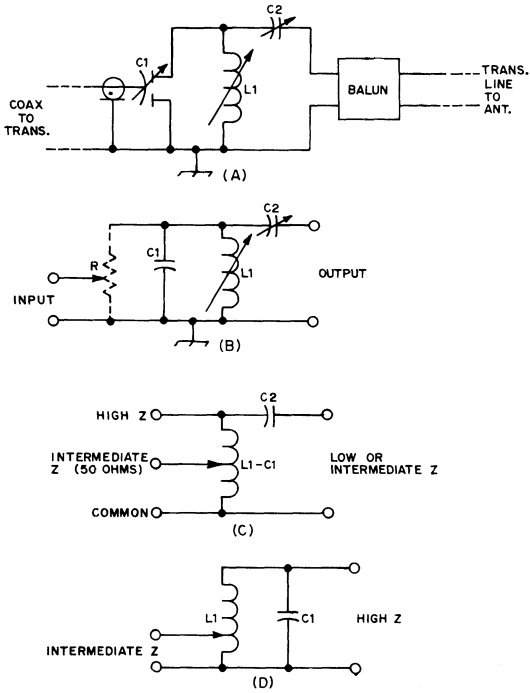 C2
C1
L1
BALUN
COAX
TO
TRANS.
TRANS.
LINE
TO
ANT.
(A)
C2
R
C1
L1
INPUT
OUTPUT
(B)
C2
HIGH Z
INTERMEDIATE
Z (50 OHMS)
L1-C1
LOW OR
INTERMEDIATE Z
COMMON
(C)
L1
C1
HIGH Z
INTERMEDIATE Z
(D)